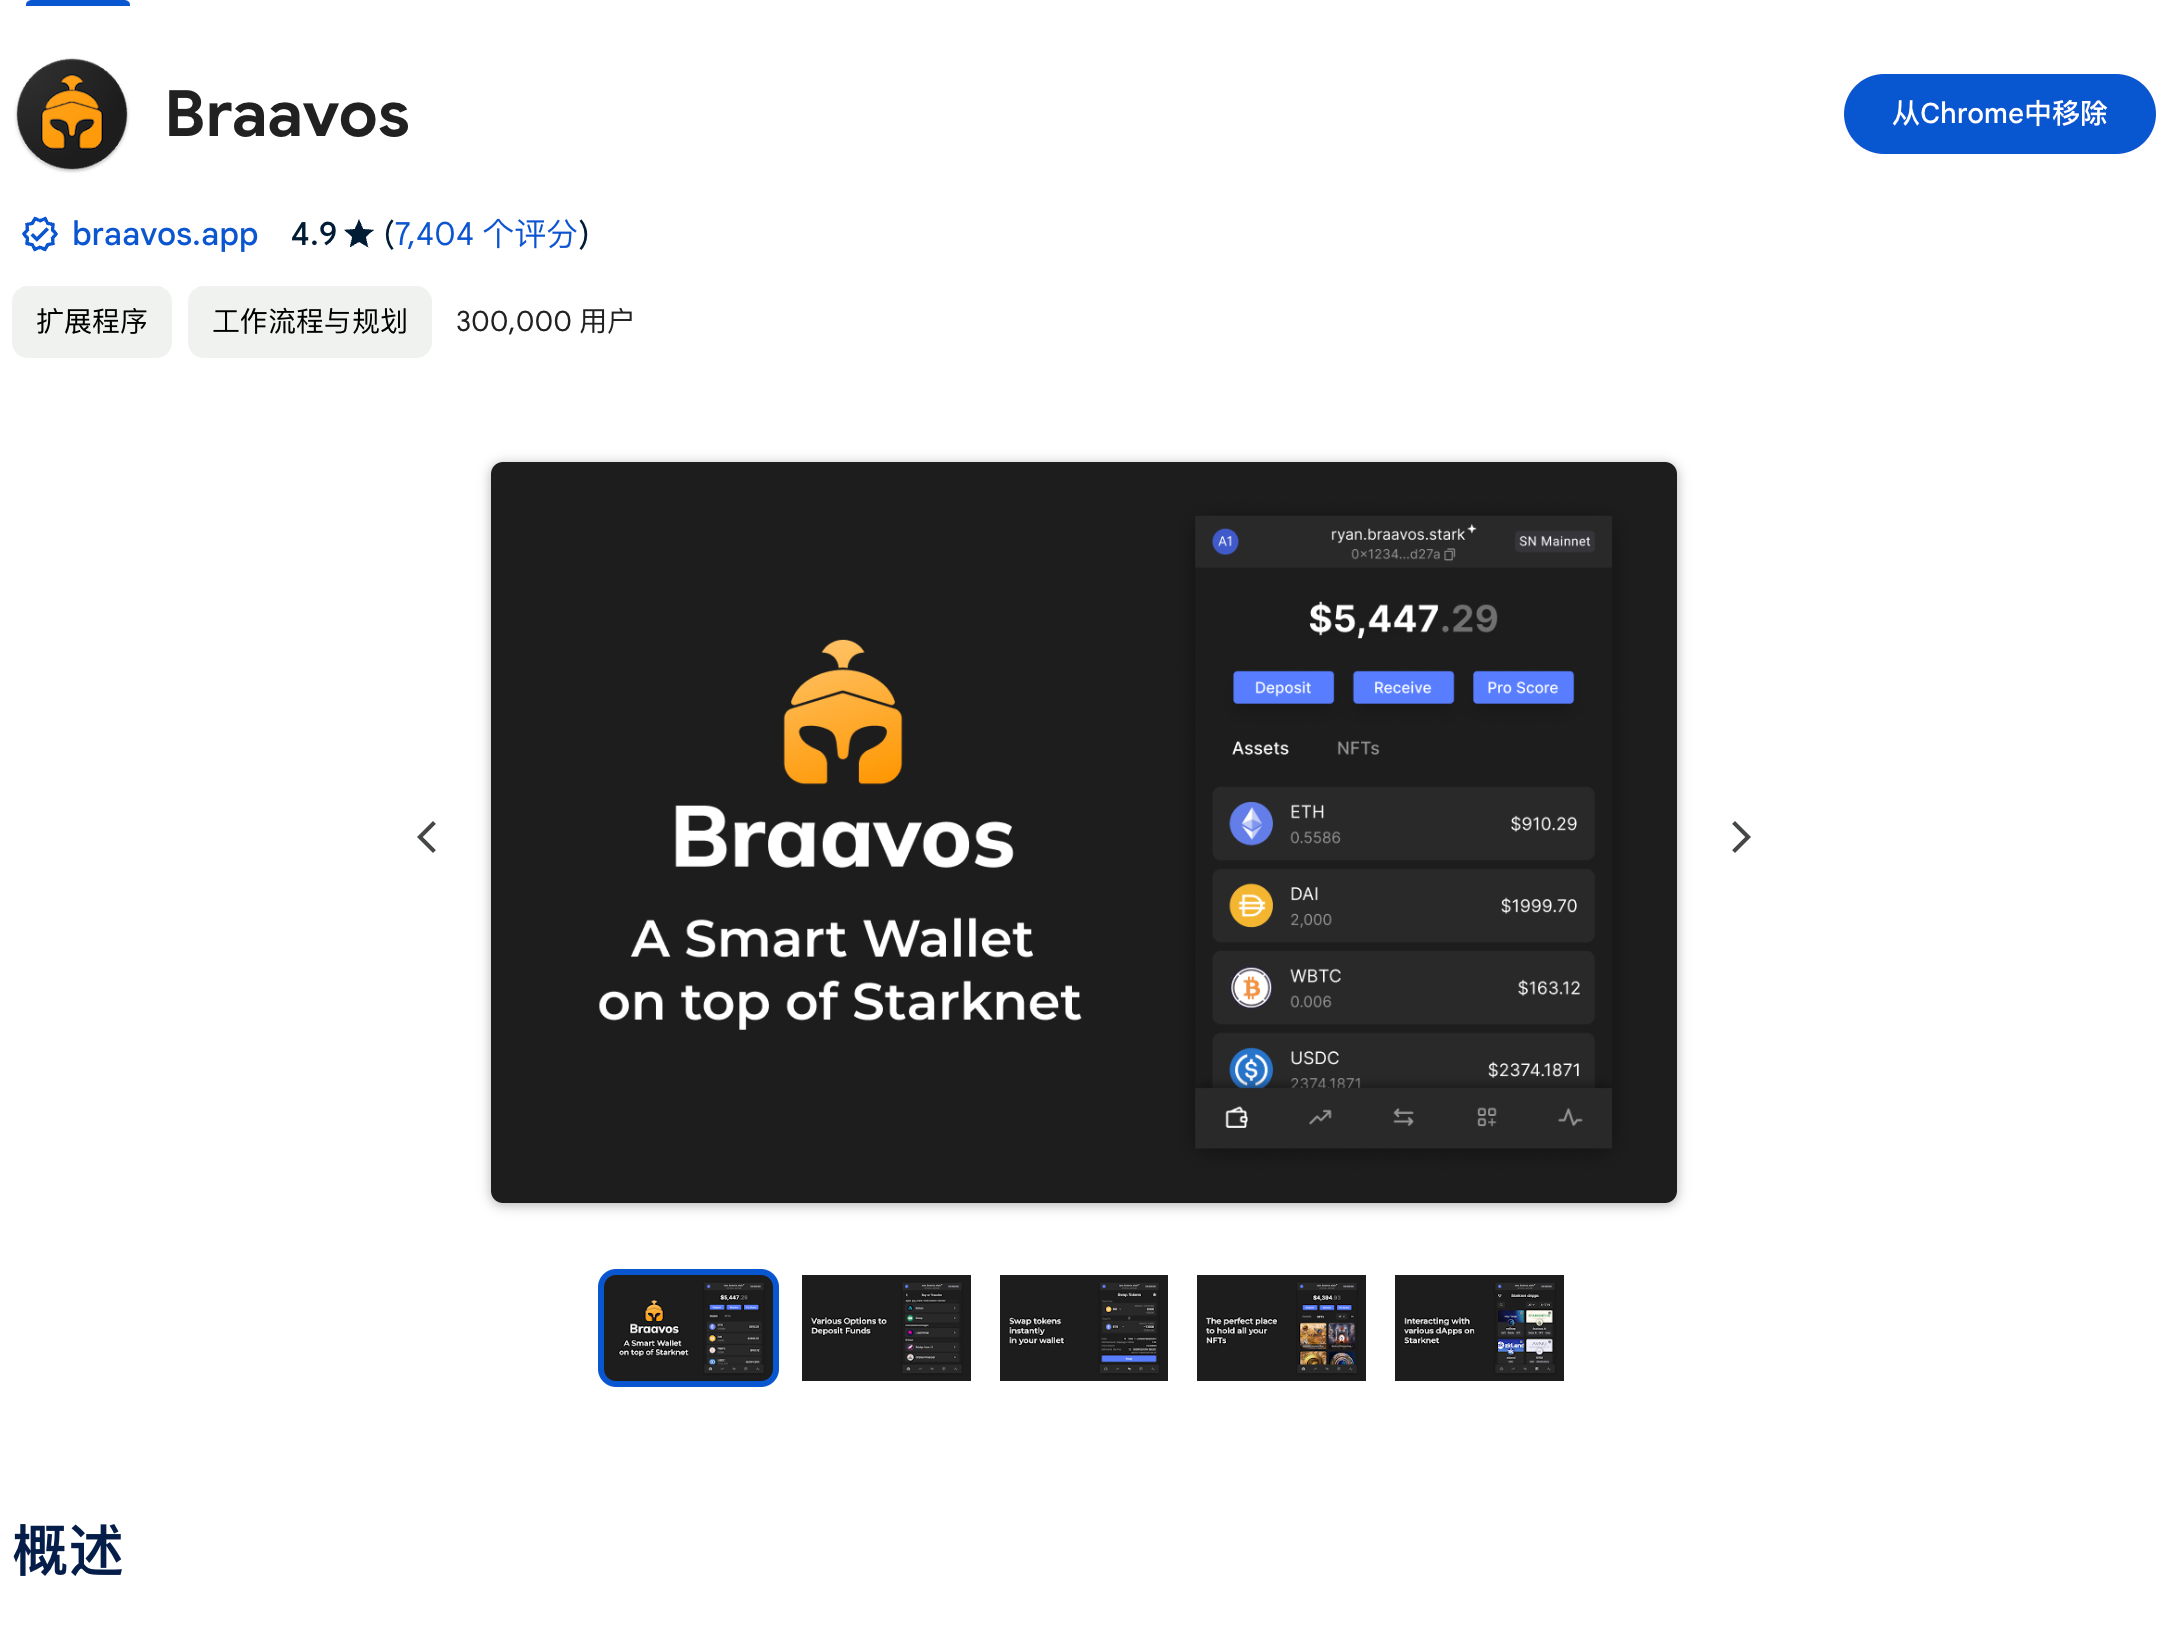 Braavos
从Chrome中移除
braavos.app 4.9★ (7,404 个评分)
扩展程序 工作流程与规划 300,000 用户
A1 ryan.braavos.stark SN Mainnet
0x1234...d27a
$5,447.29
Deposit Receive Pro Score
Assets NFTs
ETH
0.5586 $910.29
DAI
2,000 $1999.70
WBTC
0.006 $163.12
USDC
2374.1871 $2374.1871
Braavos
A Smart Wallet
on top of Starknet
Braavos
A Smart Wallet
on top of Starknet
$5,447.29
Various Options to
Deposit Funds
Swap tokens
instantly
in your wallet
The perfect place
to hold all your
NFTs
Interacting with
various dApps on
Starknet
概述